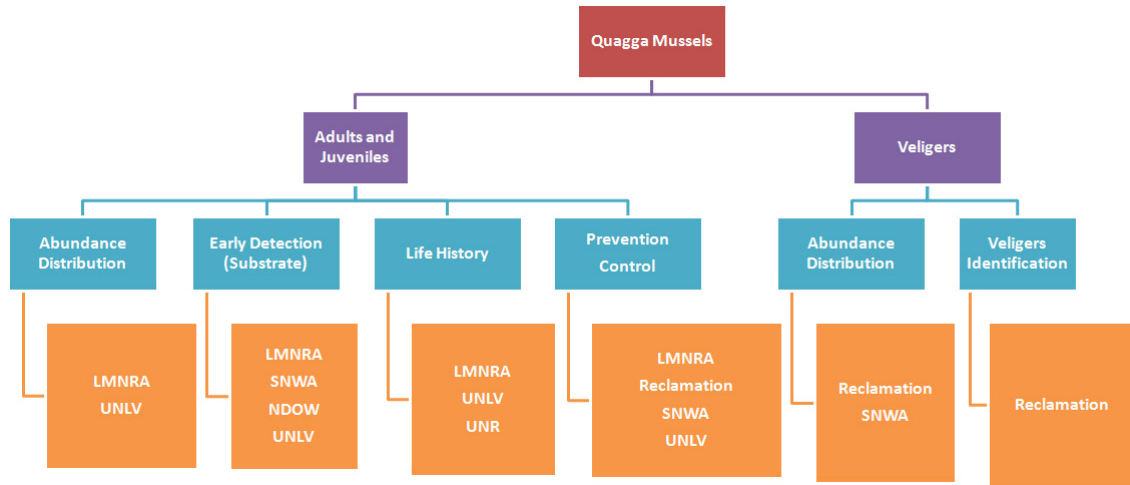 Quagga Mussels
Adults and
Juveniles
Veligers
Abundance
Distribution
Early Detection
(Substrate)
Life History
Prevention
Control
Abundance
Distribution
Veligers
Identification
LMNRA
UNLV
LMNRA
SNWA
NDOW
UNLV
LMNRA
UNLV
UNR
LMNRA
Reclamation
SNWA
UNLV
Reclamation
SNWA
Reclamation